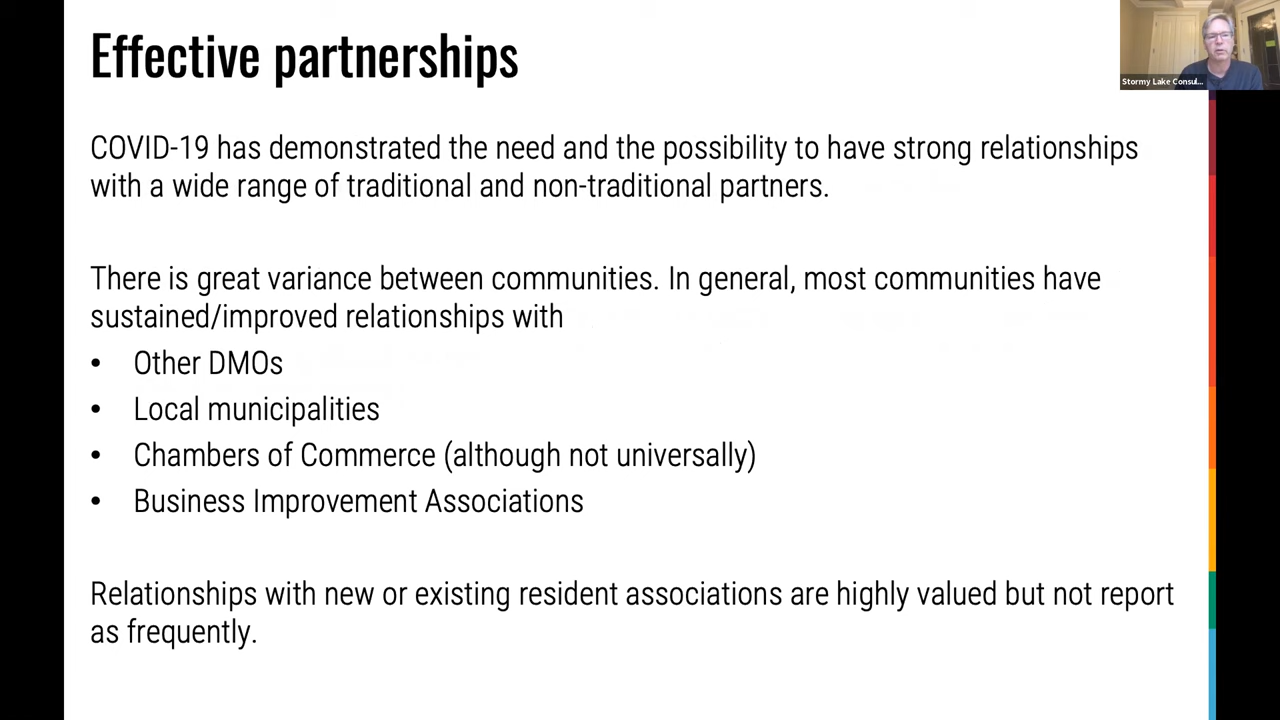 Effective partnerships
Stormy Lake Consul...
COVID-19 has demonstrated the need and the possibility to have strong relationships
with a wide range of traditional and non-traditional partners.
There is great variance between communities. In general, most communities have
sustained/improved relationships with
• Other DMOs
• Local municipalities
• Chambers of Commerce (although not universally)
• Business Improvement Associations
Relationships with new or existing resident associations are highly valued but not report
as frequently.